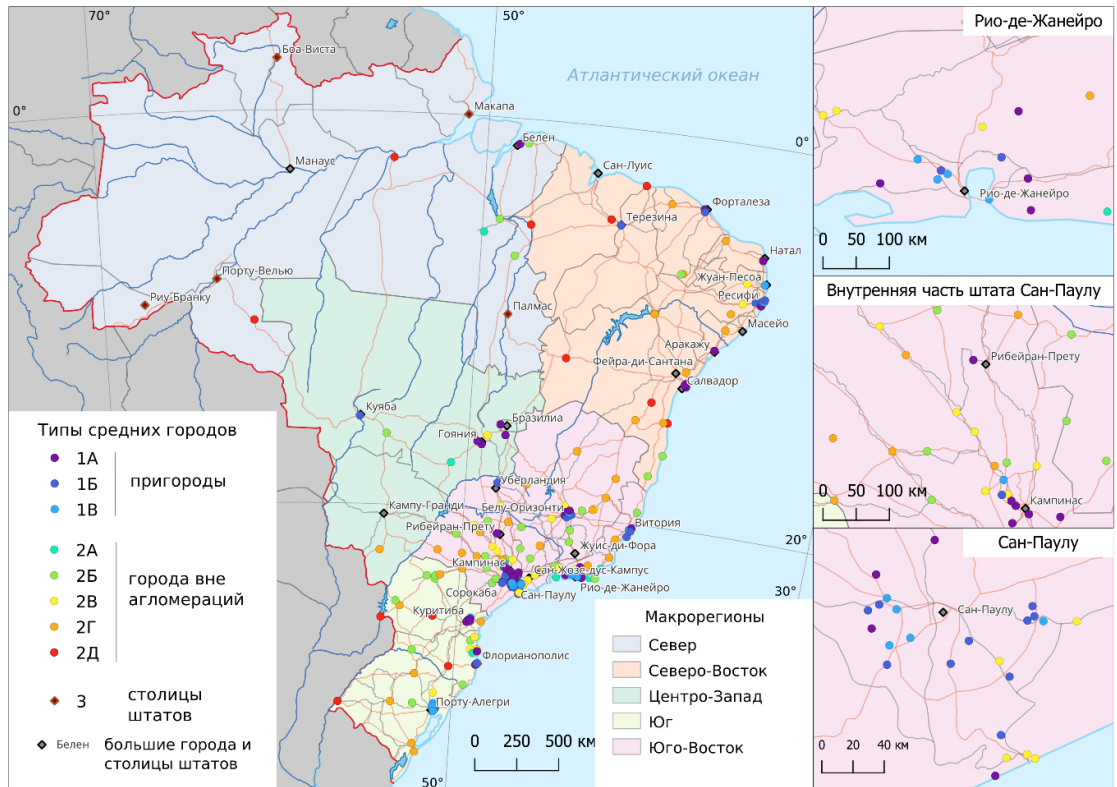 70°
50°
Рио-де-Жанейро
Боа-Виста
Атлантический океан
0°
Макапа
Белен
0°
Манаус
Сан-Луис
Форталеза
Терезина
Рио-де-Жанейро
0 50 100 км
Натал
Порту-Велью
Жуан-Песоа
Риу-Бранку
Ресифи
Внутренняя часть штата Сан-Паулу
Палмас
Масейо
Аракажу
Фейра-ди-Сантана
Рибейран-Прету
Салвадор
Куяба
Бразилиа
Гояния
Типы средних городов
1А
1Б
1В
пригороды
Уберландия
Кампу-Гранди
Белу-Оризонти
Рибейран-Прету
Витория
0 50 100 км
Кампинас
20°
Жуис-ди-Фора
Сан-Паулу
2А
2Б
2В
2Г
2Д
города вне
агломераций
Кампинас
Сан-Жозе-дус-Кампус
Сорокаба
Рио-де-Жанейро
Сан-Паулу
30°
Куритиба
Сан-Паулу
Макрорегионы
Север
Северо-Восток
Центро-Запад
Юг
Юго-Восток
Флорианополис
3
столицы
штатов
Порту-Алегри
Белен
большие города и
столицы штатов
0 250 500 км
0 20 40 км
50°